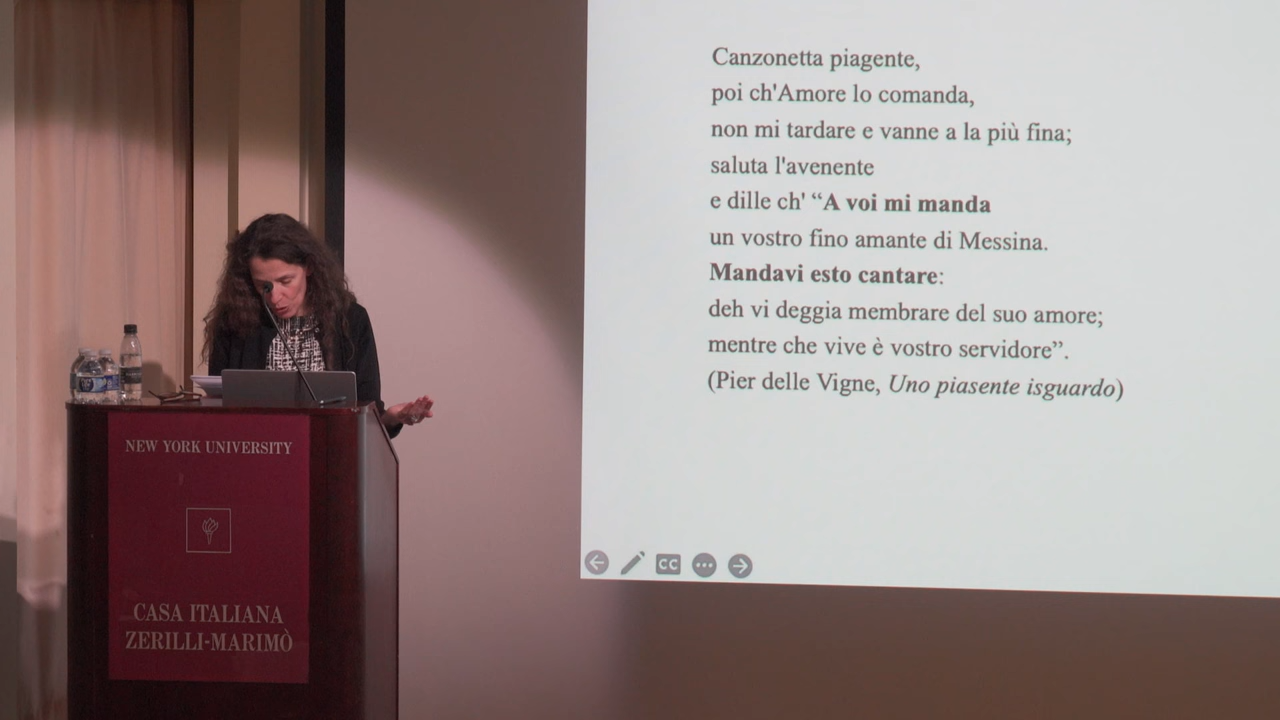 Canzonetta piagente,
poi ch'Amore lo comanda,
non mi tardare e vanne a la più fina;
saluta l'avenente
e dille ch' “A voi mi manda
un vostro fino amante di Messina.
Mandavi esto cantare:
deh vi deggia membrare del suo amore;
mentre che vive è vostro servidore”.
(Pier delle Vigne, Uno piasente isguardo)
CC
NEW YORK UNIVERSITY
CASA ITALIANA
ZERILLI-MARIMÒ